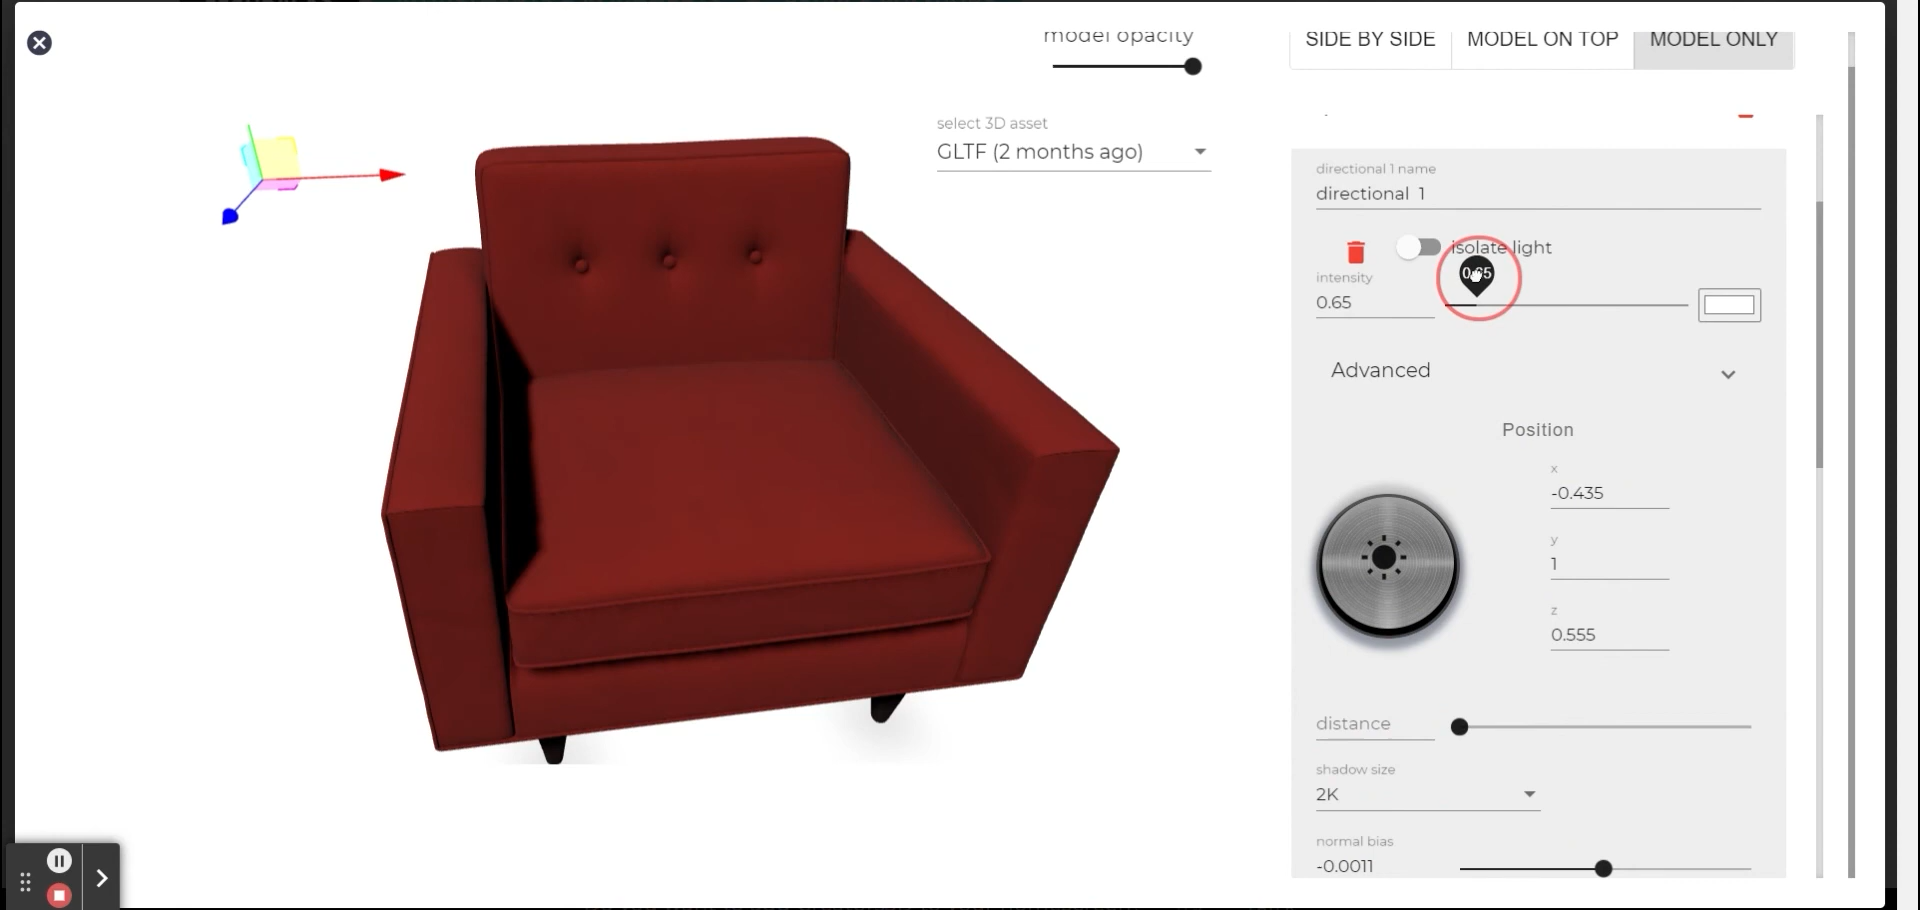 model opacity
SIDE BY SIDE
MODEL ON TOP
MODEL ONLY
select 3D asset
GLTF (2 months ago)
directional 1 name
directional 1
isolate light
0.65
intensity
0.65
Advanced
Position
x
-0.435
y
1
z
0.555
distance
shadow size
2K
normal bias
-0.0011